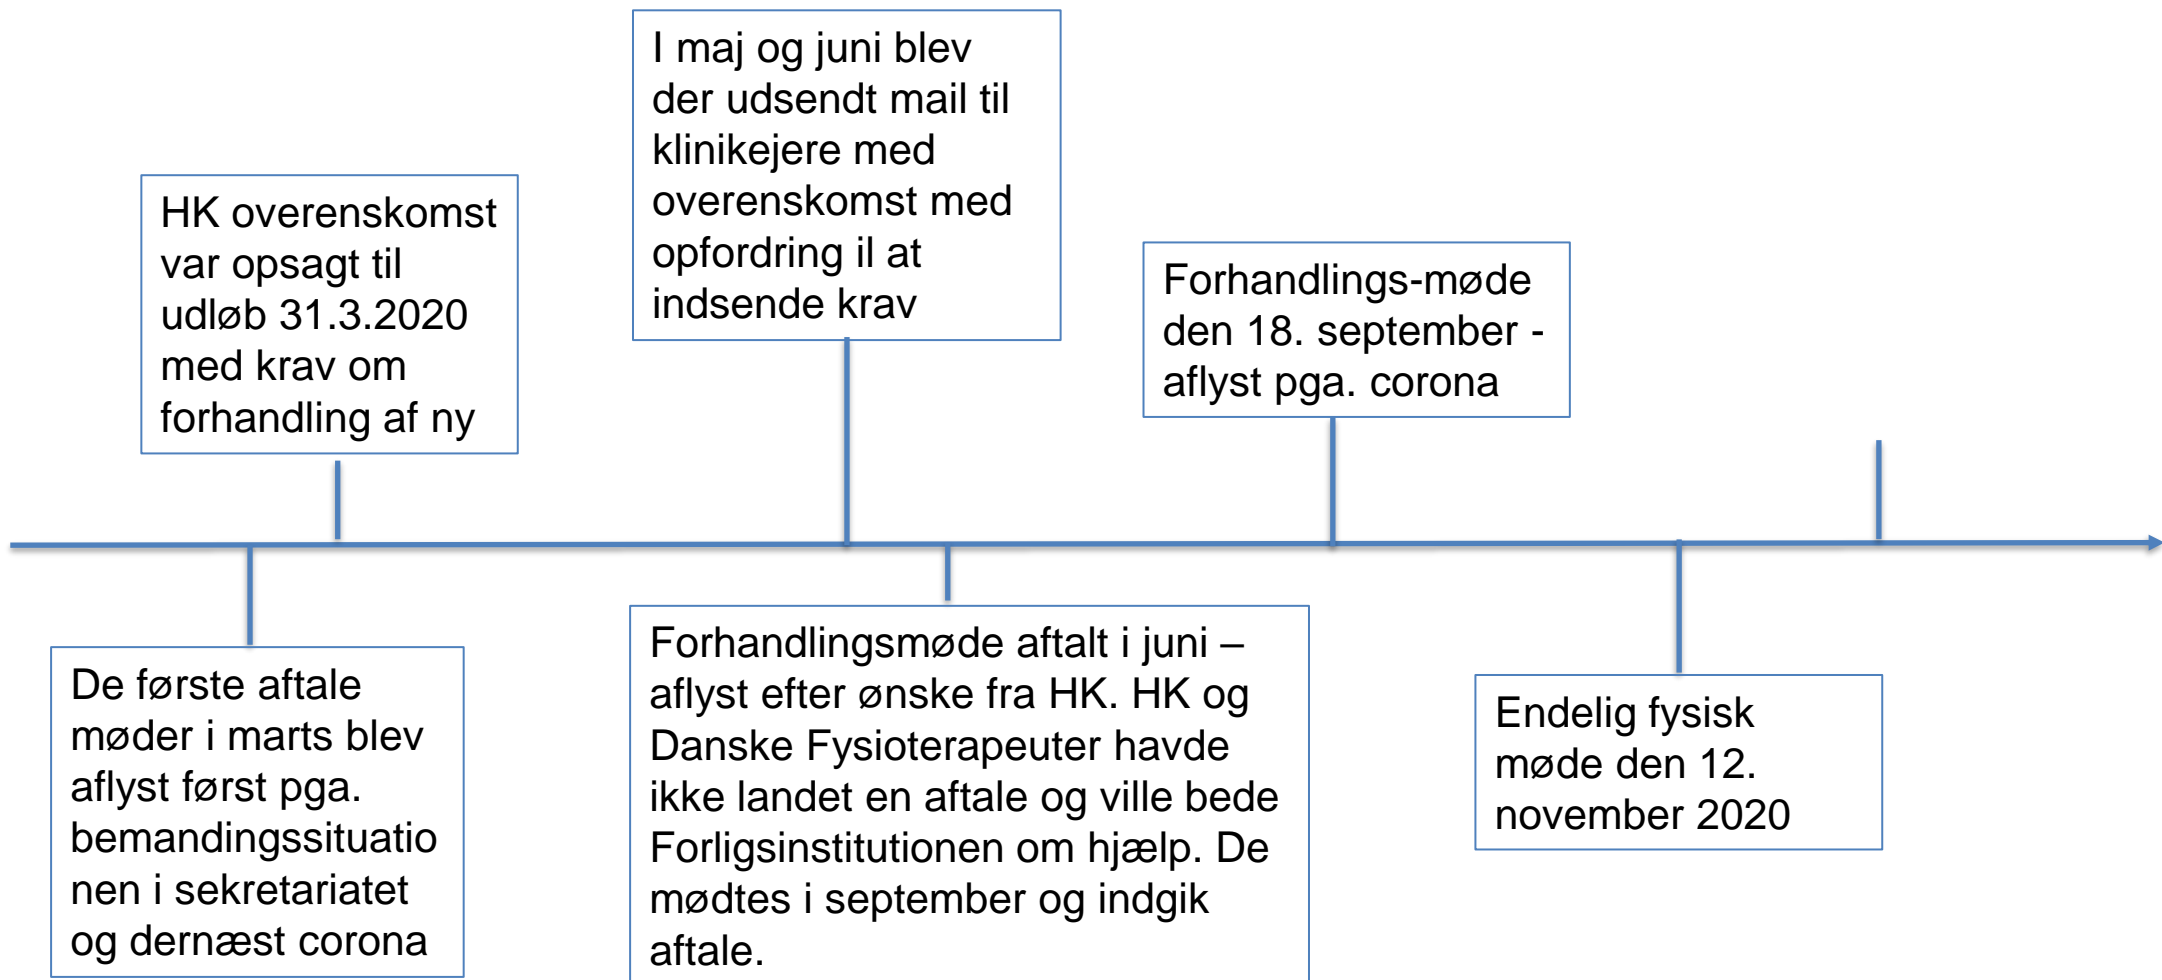 HK overenskomst
var opsagt til
udløb 31.3.2020
med krav om
forhandling af ny
I maj og juni blev
der udsendt mail til
klinikejere med
overenskomst med
opfordring il at
indsende krav
Forhandlings-møde
den 18. september -
aflyst pga. corona
De første aftale
møder i marts blev
aflyst først pga.
bemandingssituatio
nen i sekretariatet
og dernæst corona
Forhandlingsmøde aftalt i juni –
aflyst efter ønske fra HK. HK og
Danske Fysioterapeuter havde
ikke landet en aftale og ville bede
Forligsinstitutionen om hjælp. De
mødtes i september og indgik
aftale.
Endelig fysisk
møde den 12.
november 2020